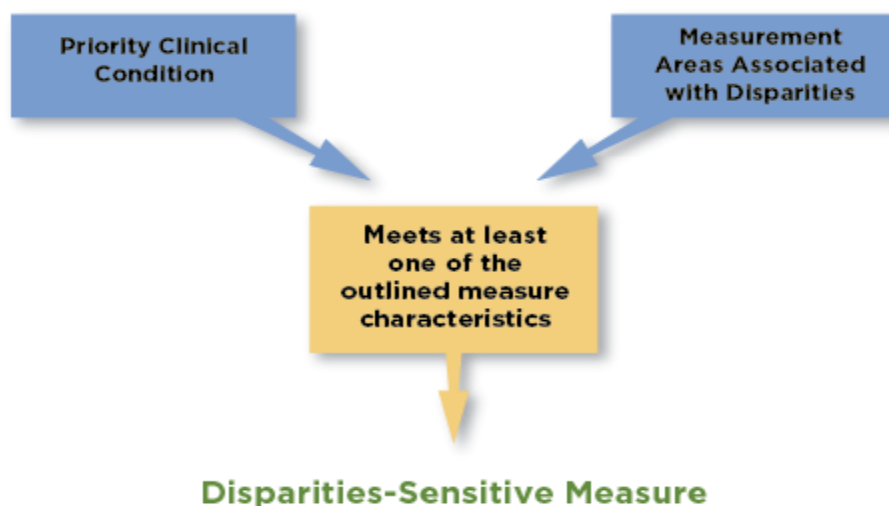 Priority Clinical
Condition
Measurement
Areas Associated
with Disparities
Meets at least
one of the
outlined measure
characteristics
Disparities-Sensitive Measure